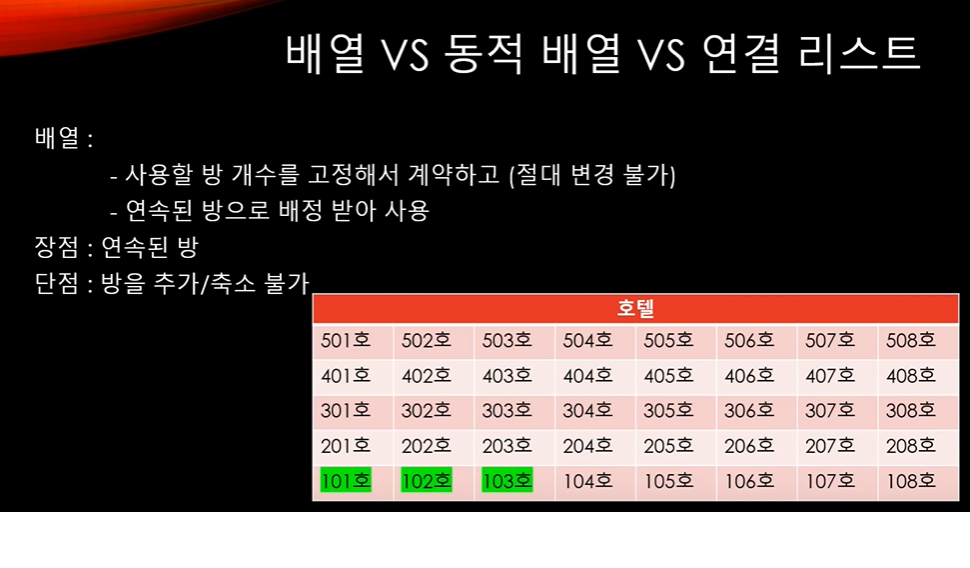 배열 VS 동적 배열 VS 연결 리스트
배열 :
- 사용할 방 개수를 고정해서 계약하고 (절대 변경 불가)
- 연속된 방으로 배정 받아 사용
장점 : 연속된 방
단점 : 방을 추가/축소 불가
호텔
501호 502호 503호 504호 505호 506호 507호 508호
401호 402호 403호 404호 405호 406호 407호 408호
301호 302호 303호 304호 305호 306호 307호 308호
201호 202호 203호 204호 205호 206호 207호 208호
101호 102호 103호 104호 105호 106호 107호 108호